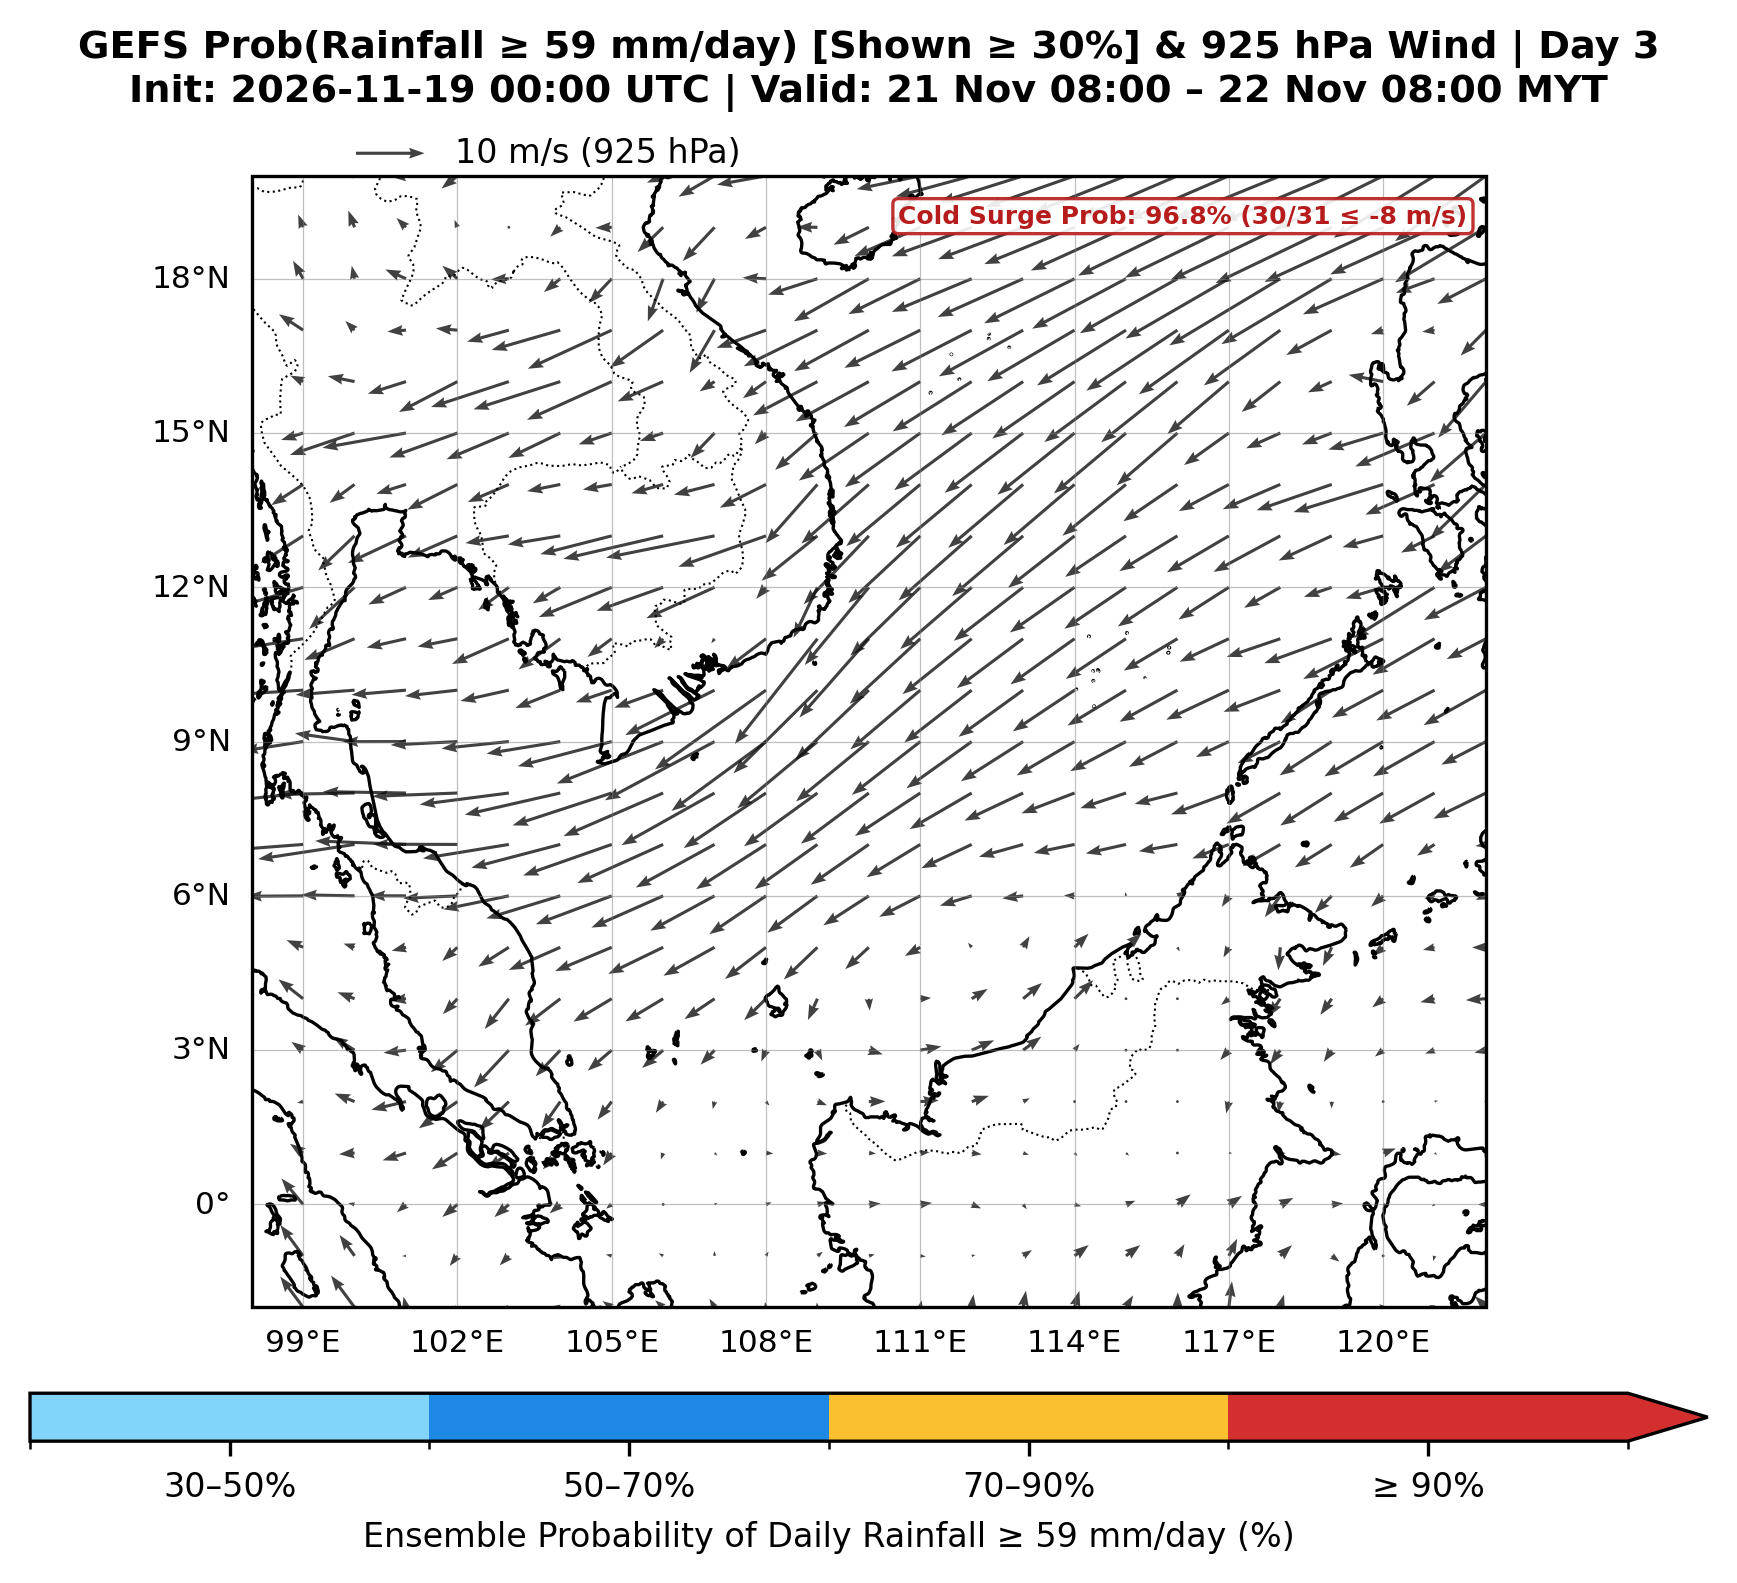 GEFS Prob(Rainfall ≥ 59 mm/day) [Shown ≥ 30%] & 925 hPa Wind | Day 3
Init: 2026-11-19 00:00 UTC | Valid: 21 Nov 08:00 – 22 Nov 08:00 MYT
10 m/s (925 hPa)
Cold Surge Prob: 96.8% (30/31 ≤ -8 m/s)
18°N
15°N
12°N
9°N
6°N
3°N
0°
99°E 102°E 105°E 108°E 111°E 114°E 117°E 120°E
30–50% 50–70% 70–90% ≥ 90%
Ensemble Probability of Daily Rainfall ≥ 59 mm/day (%)